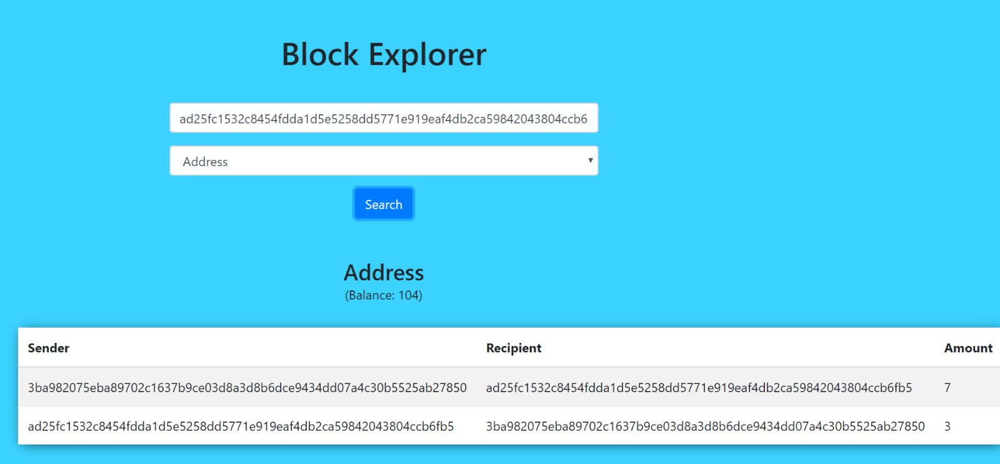 Block Explorer
ad25fc1532c8454fdda1d5e5258dd5771e919eaf4db2ca59842043804ccb6
Address
Search
Address
(Balance: 104)
Sender Recipient Amount
3ba982075eba89702c1637b9ce03d8a3d8b6dce9434dd07a4c30b5525ab27850 ad25fc1532c8454fdda1d5e5258dd5771e919eaf4db2ca59842043804ccb6fb5 7
ad25fc1532c8454fdda1d5e5258dd5771e919eaf4db2ca59842043804ccb6fb5 3ba982075eba89702c1637b9ce03d8a3d8b6dce9434dd07a4c30b5525ab27850 3